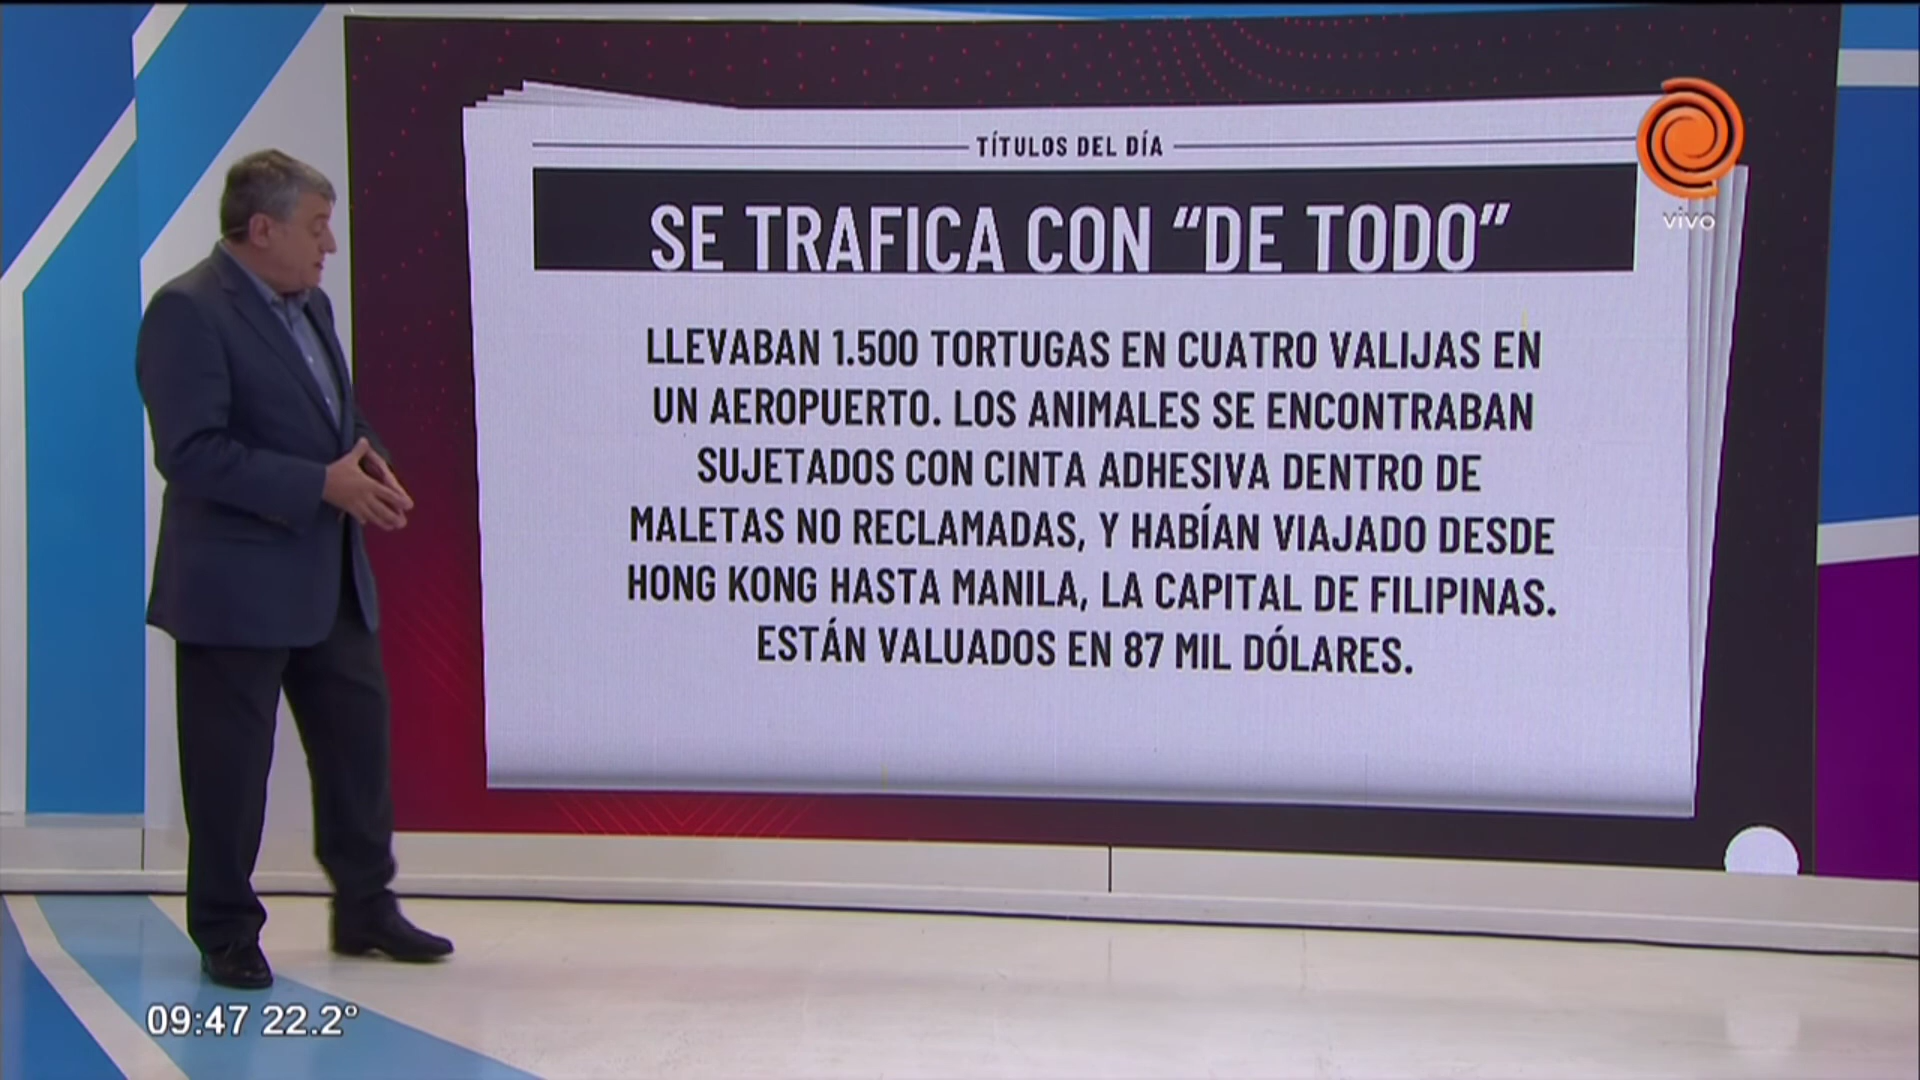 TÍTULOS DEL DÍA
SE TRAFICA CON “DE TODO”
vivo
LLEVABAN 1.500 TORTUGAS EN CUATRO VALIJAS EN
UN AEROPUERTO. LOS ANIMALES SE ENCONTRABAN
SUJETADOS CON CINTA ADHESIVA DENTRO DE
MALETAS NO RECLAMADAS, Y HABÍAN VIAJADO DESDE
HONG KONG HASTA MANILA, LA CAPITAL DE FILIPINAS.
ESTÁN VALUADOS EN 87 MIL DÓLARES.
09:47 22.2°